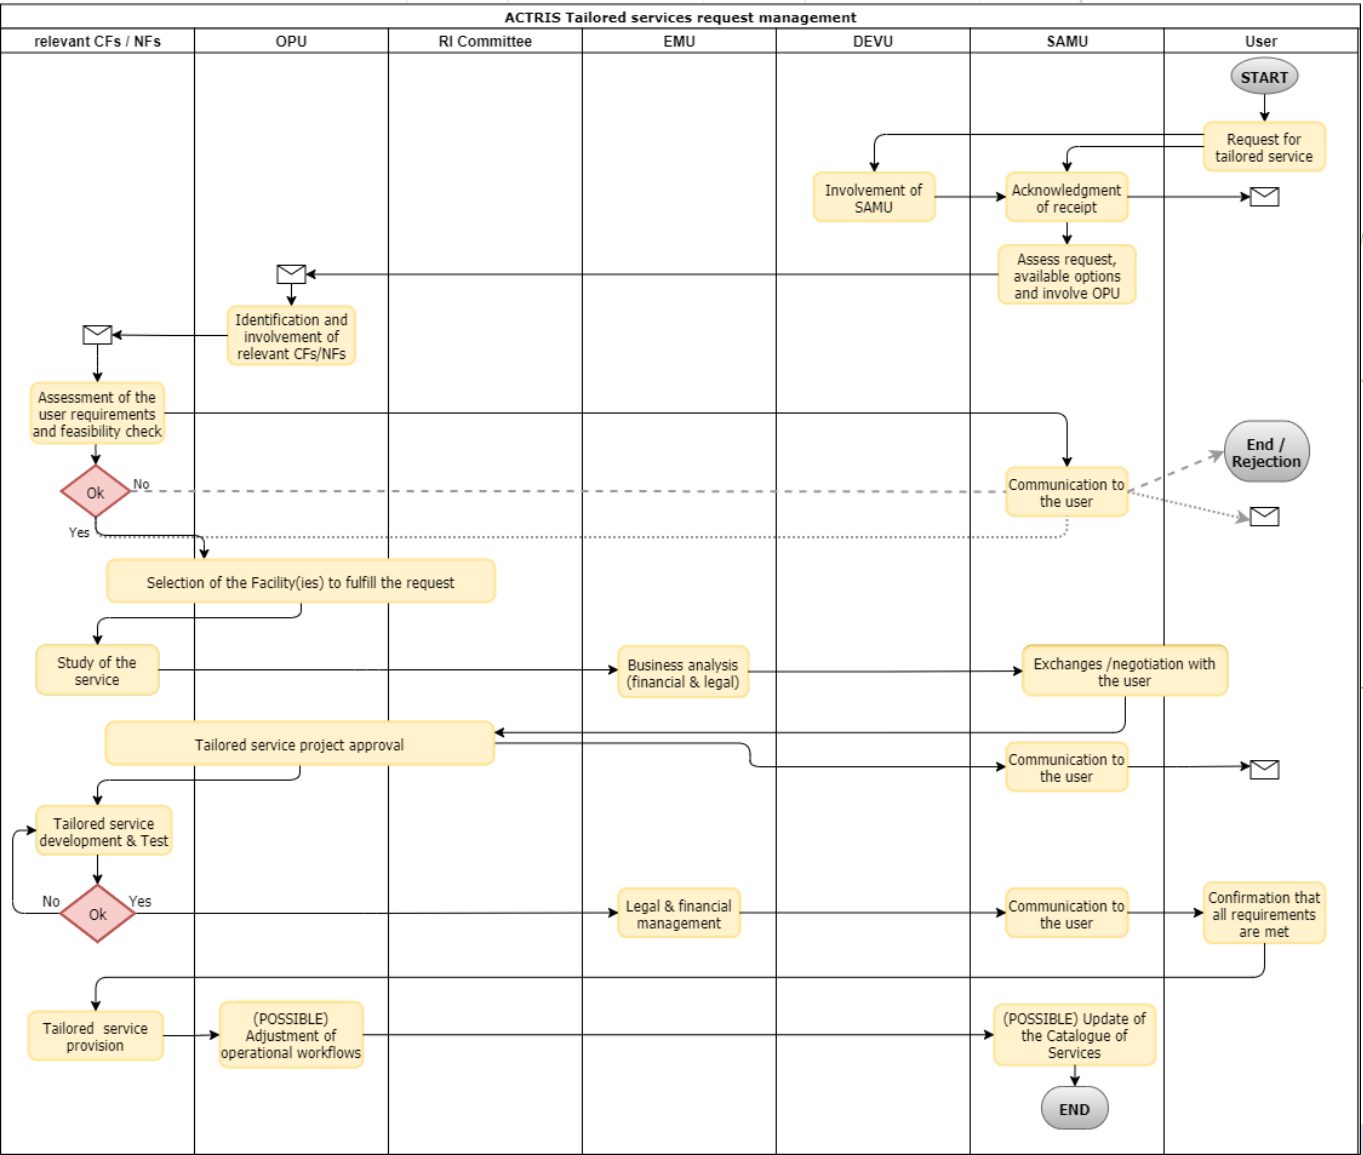 ACTRIS Tailored services request management
relevant CFs / NFs
OPU
RI Committee
EMU
DEVU
SAMU
User
START
Request for
tailored service
Involvement of
SAMU
Acknowledgment
of receipt
Assess request,
available options
and involve OPU
Identification and
involvement of
relevant CFs/NFs
Assessment of the
user requirements
and feasibility check
End /
Rejection
Ok
No
Communication to
the user
Yes
Selection of the Facility(ies) to fulfill the request
Study of the
service
Business analysis
(financial & legal)
Exchanges /negotiation with
the user
Tailored service project approval
Communication to
the user
Tailored service
development & Test
No
Ok
Yes
Legal & financial
management
Communication to
the user
Confirmation that
all requirements
are met
Tailored service
provision
(POSSIBLE)
Adjustment of
operational workflows
(POSSIBLE) Update of
the Catalogue of
Services
END